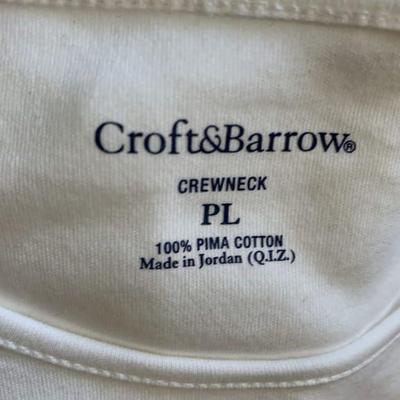 Croft&Barrow®
CREWNECK
PL
100% PIMA COTTON
Made in Jordan (Q.I.Z.)